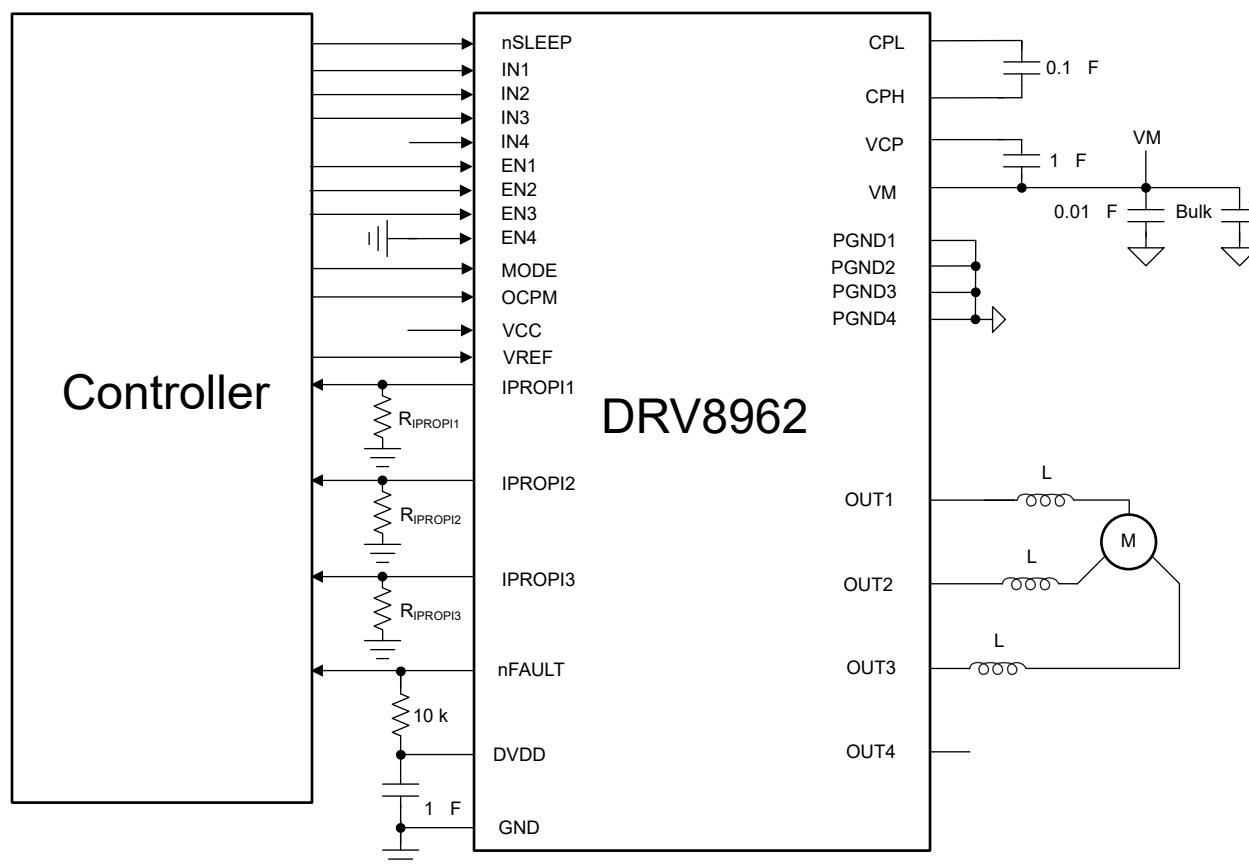 Controller
DRV8962
nSLEEP
IN1
IN2
IN3
IN4
EN1
EN2
EN3
EN4
MODE
OCPM
VCC
VREF
IPROPI1
RIPROPI1
IPROPI2
RIPROPI2
IPROPI3
RIPROPI3
nFAULT
10 k
DVDD
1 F
GND
CPL
0.1 F
CPH
VCP
1 F
VM
VM
0.01 F
Bulk
PGND1
PGND2
PGND3
PGND4
OUT1
L
M
OUT2
L
OUT3
L
OUT4